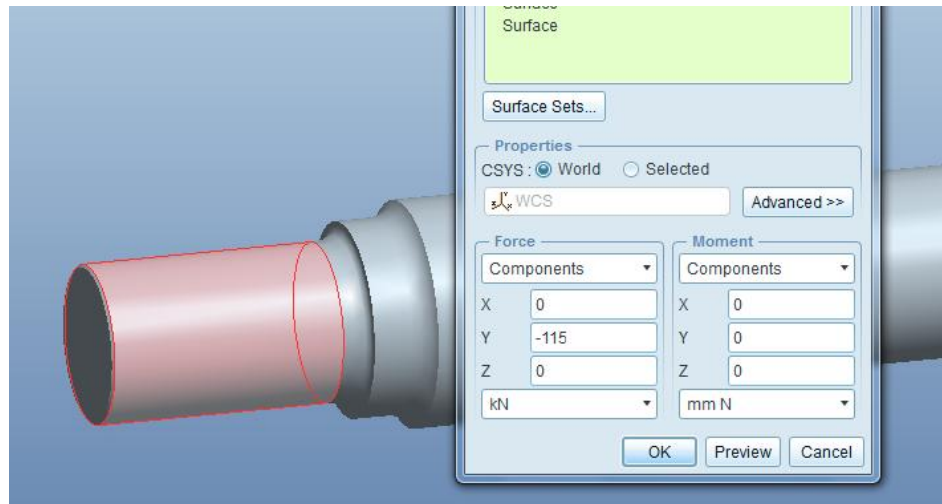 Surface
Surface
Surface Sets...
Properties
CSYS : World Selected
WCS Advanced >>
Force Moment
Components Components
X 0 X 0
Y -115 Y 0
Z 0 Z 0
kN mm N
OK Preview Cancel